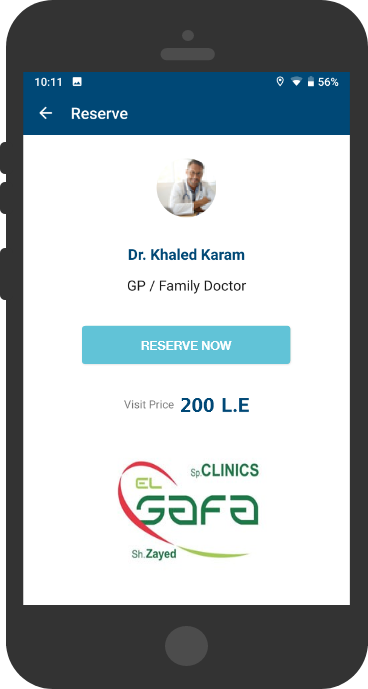 10:11 56%
Reserve
Dr. Khaled Karam
GP / Family Doctor
RESERVE NOW
Visit Price 200 L.E
Sp.CLINICS
EL
GAFA
Sh.Zayed